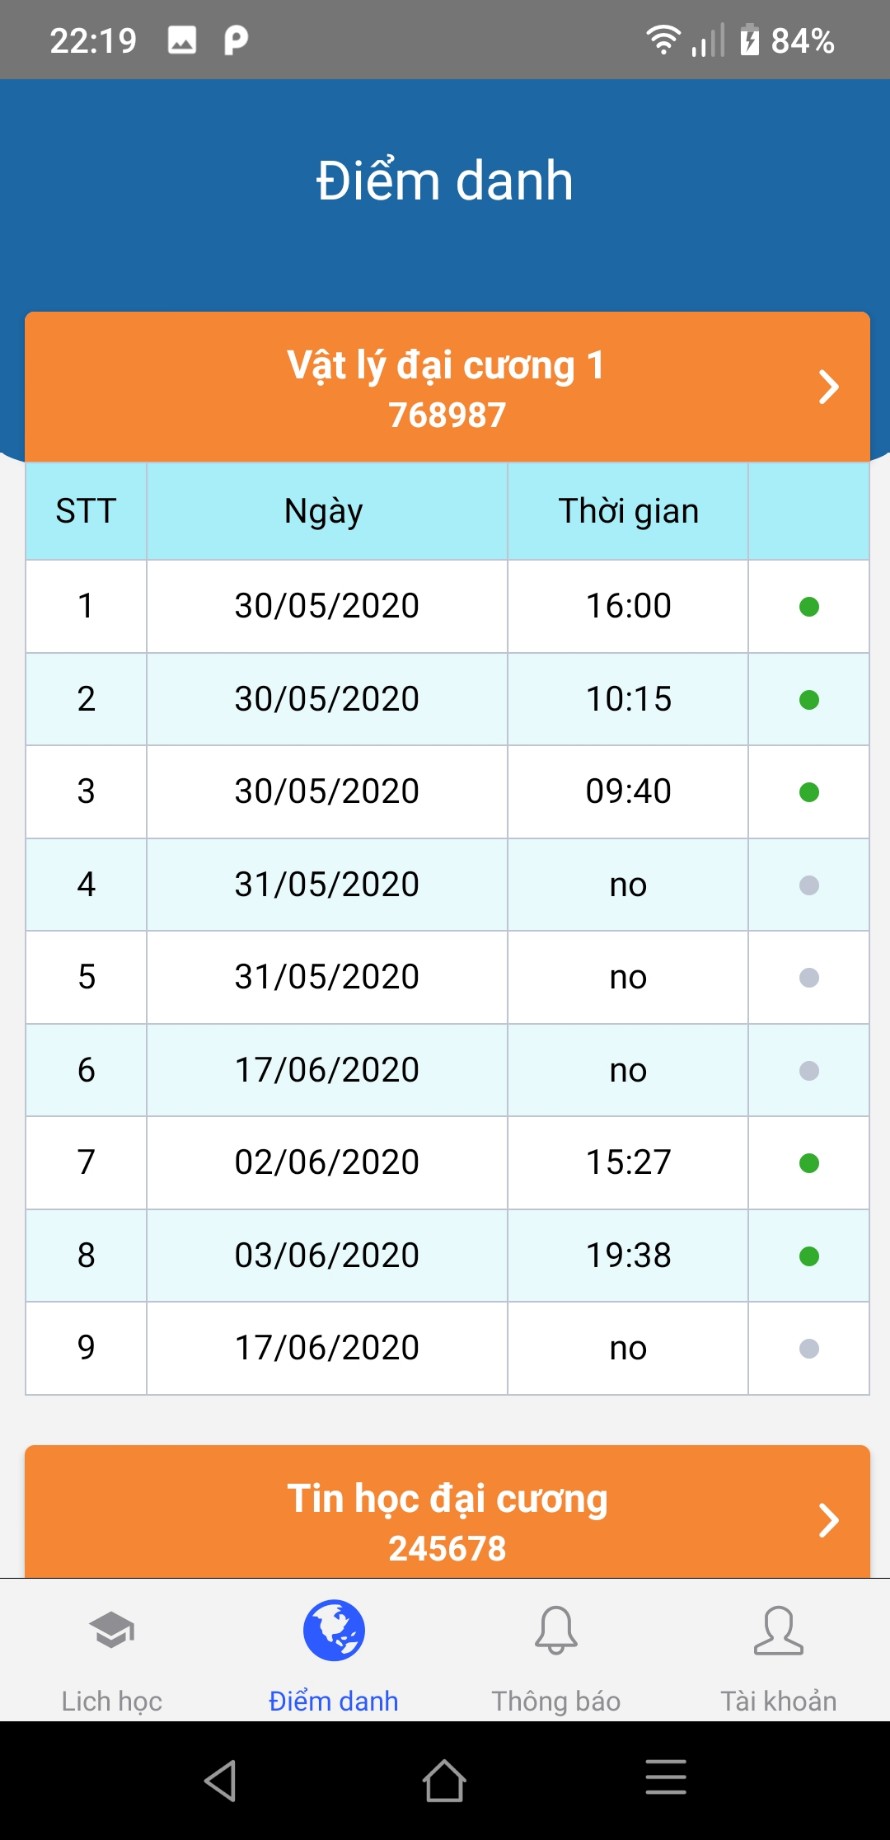 22:19 84%
Điểm danh
Vật lý đại cương 1
768987
STT Ngày Thời gian
1 30/05/2020 16:00
2 30/05/2020 10:15
3 30/05/2020 09:40
4 31/05/2020 no
5 31/05/2020 no
6 17/06/2020 no
7 02/06/2020 15:27
8 03/06/2020 19:38
9 17/06/2020 no
Tin học đại cương
245678
Lich học Điểm danh Thông báo Tài khoản